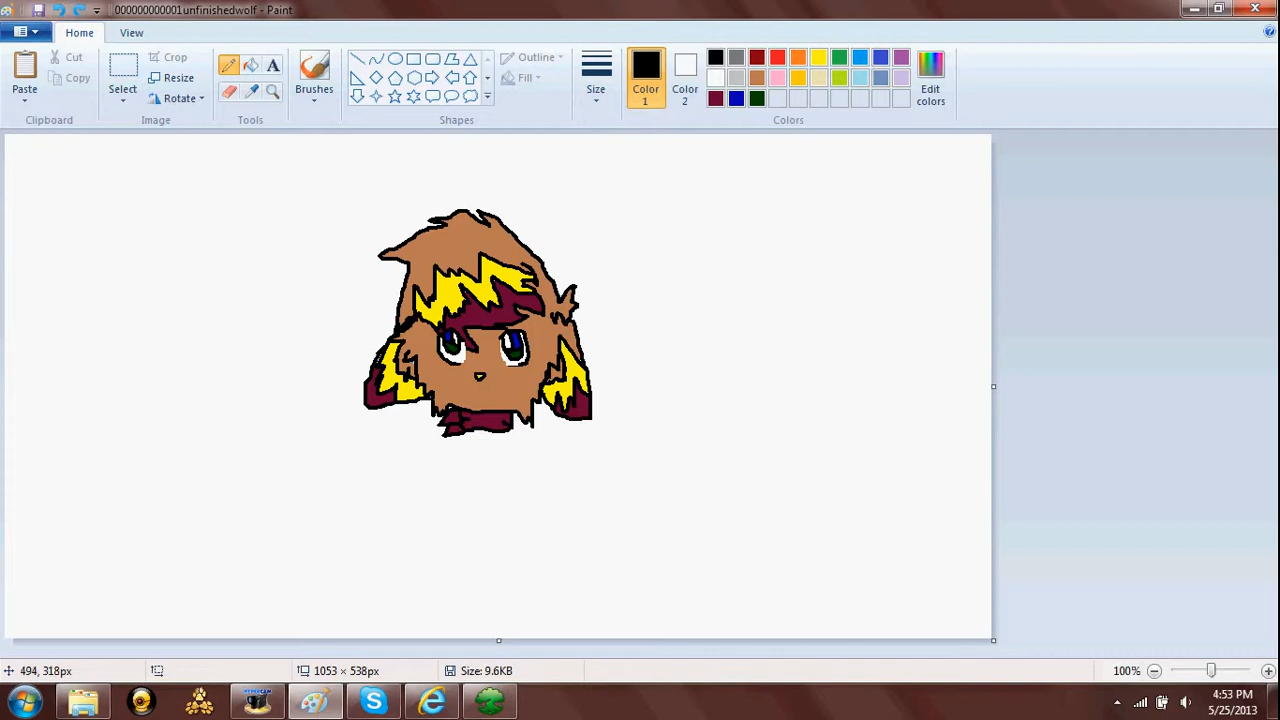 000000000001unfinishedwolf - Paint
Home View
Paste
Cut
Copy
Clipboard
Select
Crop
Resize
Rotate
Image
A
Tools
Brushes
Shapes
Outline
Fill
Size
Color 1
Color 2
Edit colors
Colors
494, 318px
1053 × 538px
Size: 9.6KB
100%
4:53 PM
5/25/2013